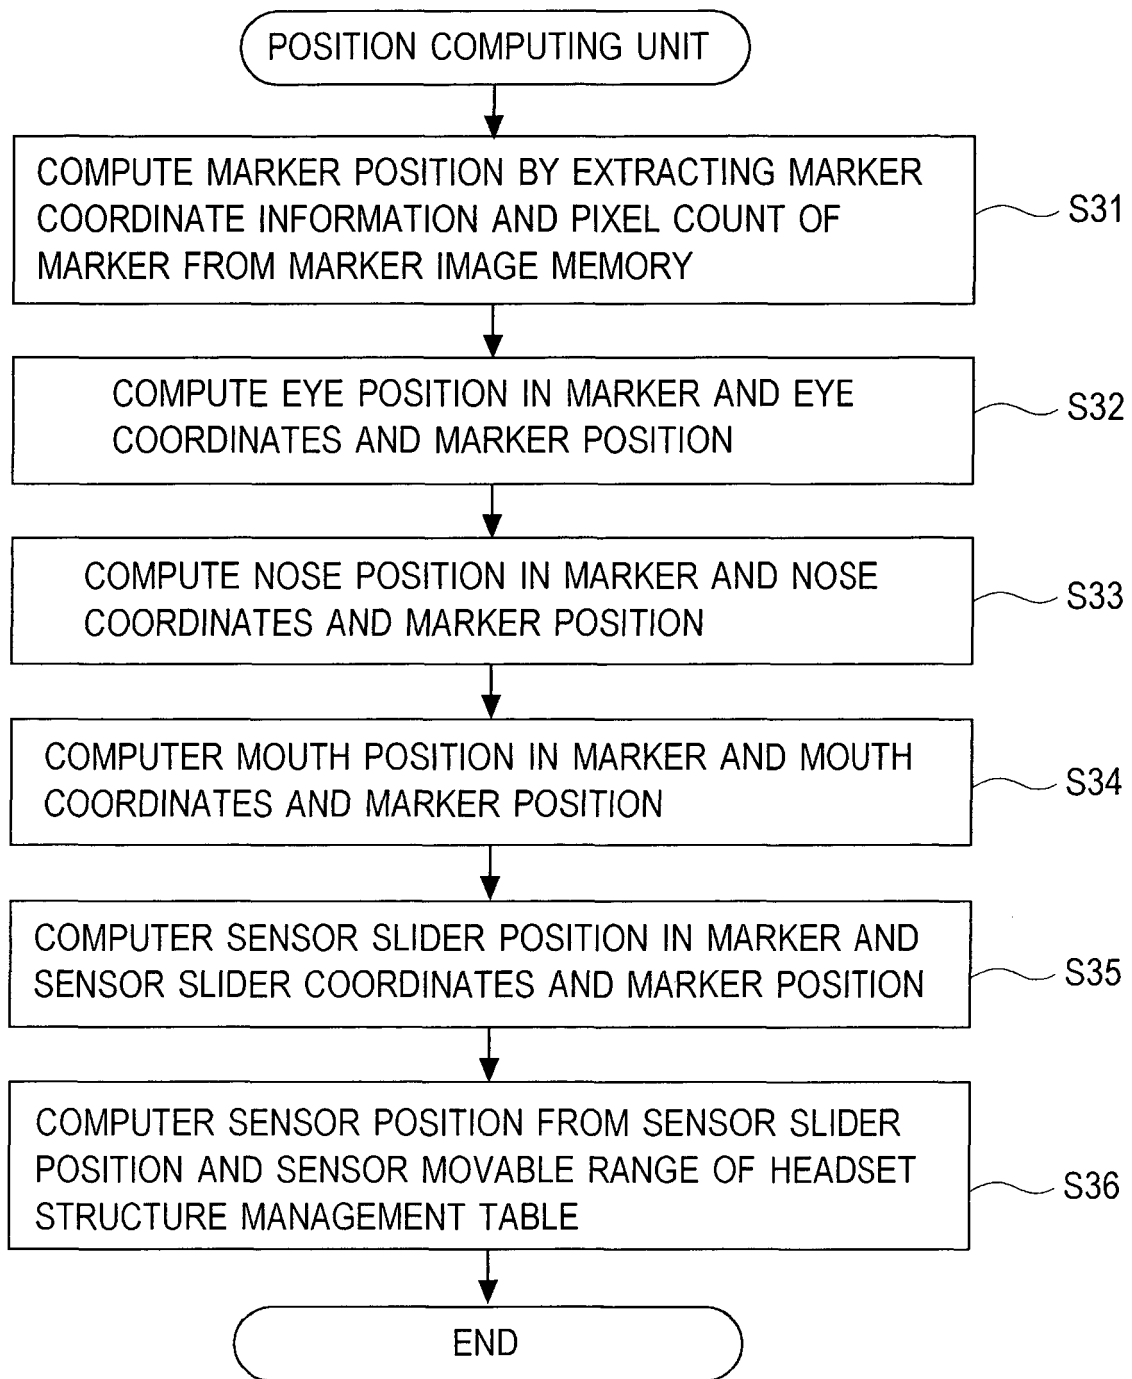 POSITION COMPUTING UNIT
COMPUTE MARKER POSITION BY EXTRACTING MARKER
COORDINATE INFORMATION AND PIXEL COUNT OF
MARKER FROM MARKER IMAGE MEMORY
S31
COMPUTE EYE POSITION IN MARKER AND EYE
COORDINATES AND MARKER POSITION
S32
COMPUTE NOSE POSITION IN MARKER AND NOSE
COORDINATES AND MARKER POSITION
S33
COMPUTER MOUTH POSITION IN MARKER AND MOUTH
COORDINATES AND MARKER POSITION
S34
COMPUTER SENSOR SLIDER POSITION IN MARKER AND
SENSOR SLIDER COORDINATES AND MARKER POSITION
S35
COMPUTER SENSOR POSITION FROM SENSOR SLIDER
POSITION AND SENSOR MOVABLE RANGE OF HEADSET
STRUCTURE MANAGEMENT TABLE
S36
END